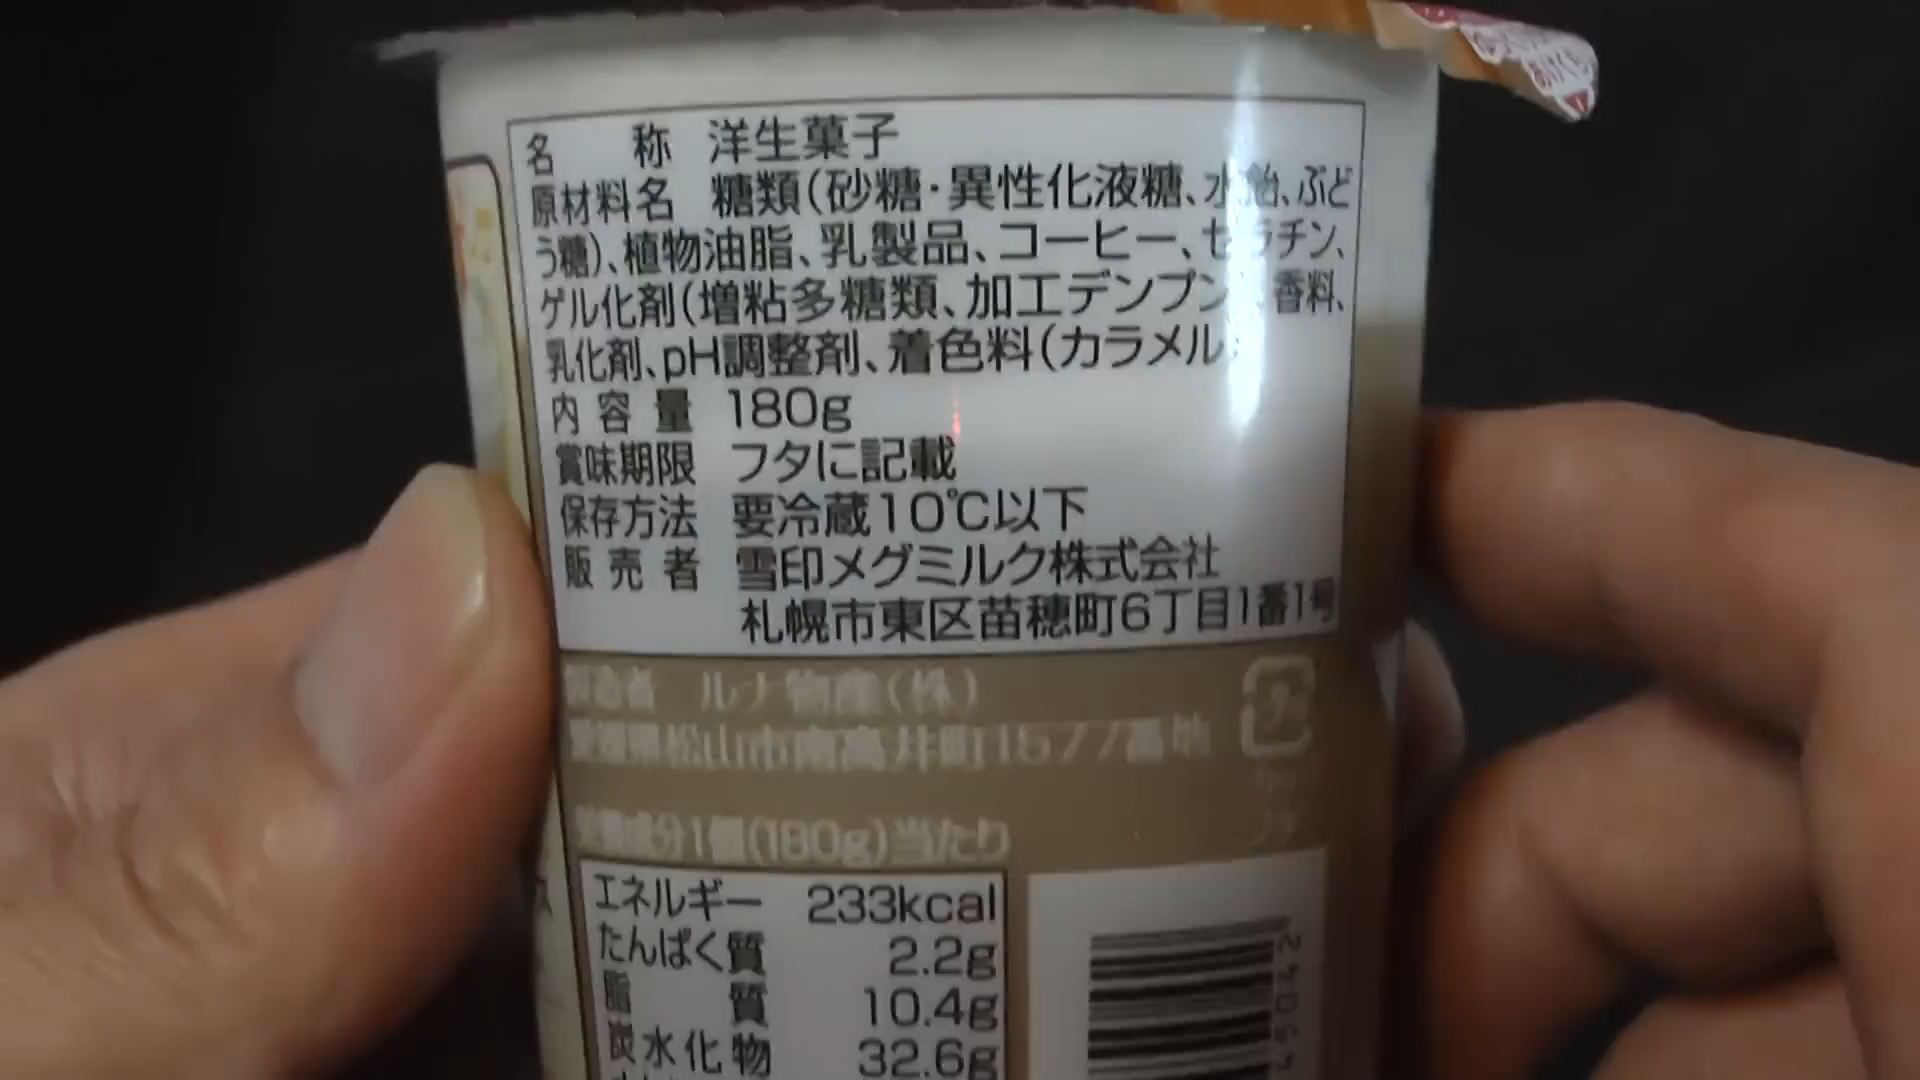 名称 洋生菓子
原材料名 糖類(砂糖・異性化液糖、水飴、ぶど
う糖)、植物油脂、乳製品、コーヒー、ゼラチン、
ゲル化剤(増粘多糖類、加工デンプン)、香料、
乳化剤、pH調整剤、着色料(カラメル)
内容量 180g
賞味期限 フタに記載
保存方法 要冷蔵10℃以下
販売者 雪印メグミルク株式会社
札幌市東区苗穂町6丁目1番1号
製造者 ルナ物産(株)
愛媛県松山市南高井町1577番地
栄養成分1個(180g)当たり
エネルギー 233kcal
たんぱく質 2.2g
脂質 10.4g
炭水化物 32.6g